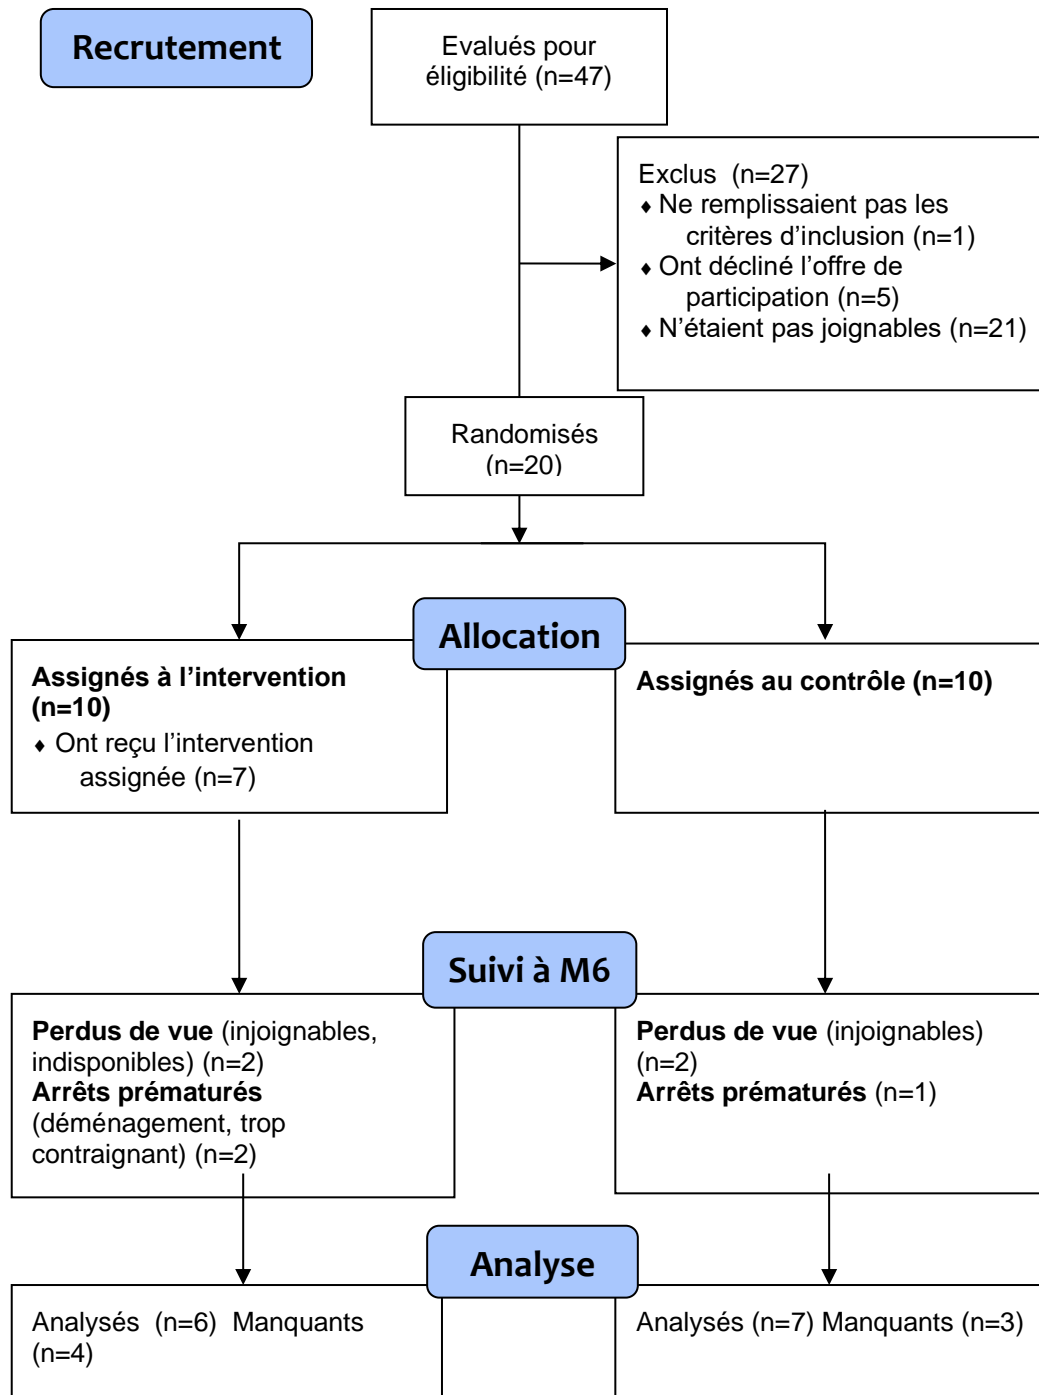 Recrutement
Evalués pour
éligibilité (n=47)
Exclus  (n=27)
♦ Ne remplissaient pas les
critères d’inclusion (n=1)
♦ Ont décliné l’offre de
participation (n=5)
♦ N’étaient pas joignables (n=21)
Randomisés
(n=20)
Allocation
Assignés à l’intervention
(n=10)
♦ Ont reçu l’intervention
assignée (n=7)
Assignés au contrôle (n=10)
Suivi à M6
Perdus de vue (injoignables,
indisponibles) (n=2)
Arrêts prématurés
(déménagement, trop
contraignant) (n=2)
Perdus de vue (injoignables)
(n=2)
Arrêts prématurés (n=1)
Analyse
Analysés  (n=6)  Manquants
(n=4)
Analysés (n=7) Manquants (n=3)